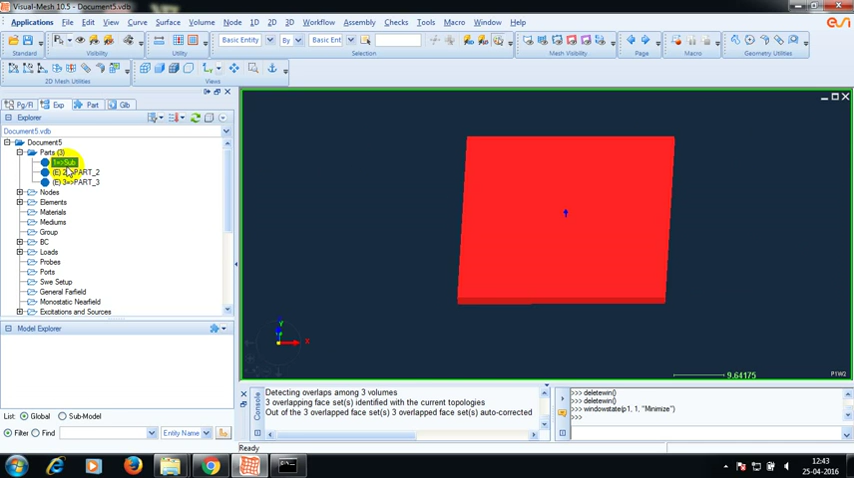 Visual-Mesh 10.5 - Document5.vdb
Applications File Edit View Curve Surface Volume Node 1D 2D 3D Workflow Assembly Checks Tools Macro Window Help
esi
Basic Entity By Basic Ent
Standard Visibility Tools Selection Mesh Visibility Page Macro Geometry Utilities
2D Mesh Utilities Views
Pg/Fl Exp Part Glb
Explorer
Document5.vdb
Document5
Parts (3)
1=>Sub
(E) 2=>PART_2
(E) 3=>PART_3
Nodes
Elements
Materials
Mediums
Group
BC
Loads
Probes
Ports
Swe Setup
General Farfield
Monostatic Nearfield
Excitations and Sources
Model Explorer
List: Global Sub-Model
Filter Find Entity Name
Y
X
9.64175 P1W2
Console
Detecting overlaps among 3 volumes
3 overlapping face set(s) identified with the current topologies
Out of the 3 overlapped face set(s) 3 overlapped face set(s) auto-corrected
>>> deletewin()
>>> deletewin()
>>> windowstate(p1, 1, "Minimize")
>>>
Ready
12:43
25-04-2016